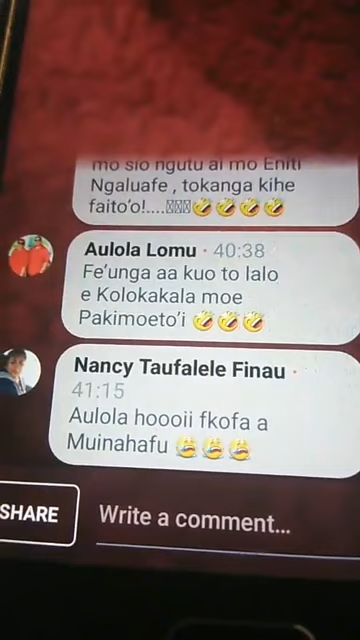 mo sio ngutu ai mo Eniti
Ngaluafe , tokanga kihe
faito'o!....🤣🤣🤣🤣
Aulola Lomu · 40:38
Fe'unga aa kuo to lalo
e Kolokakala moe
Pakimoeto'i 🤣🤣🤣
Nancy Taufalele Finau ·
41:15
Aulola hoooii fkofa a
Muinahafu 😭😭😭
SHARE
Write a comment...